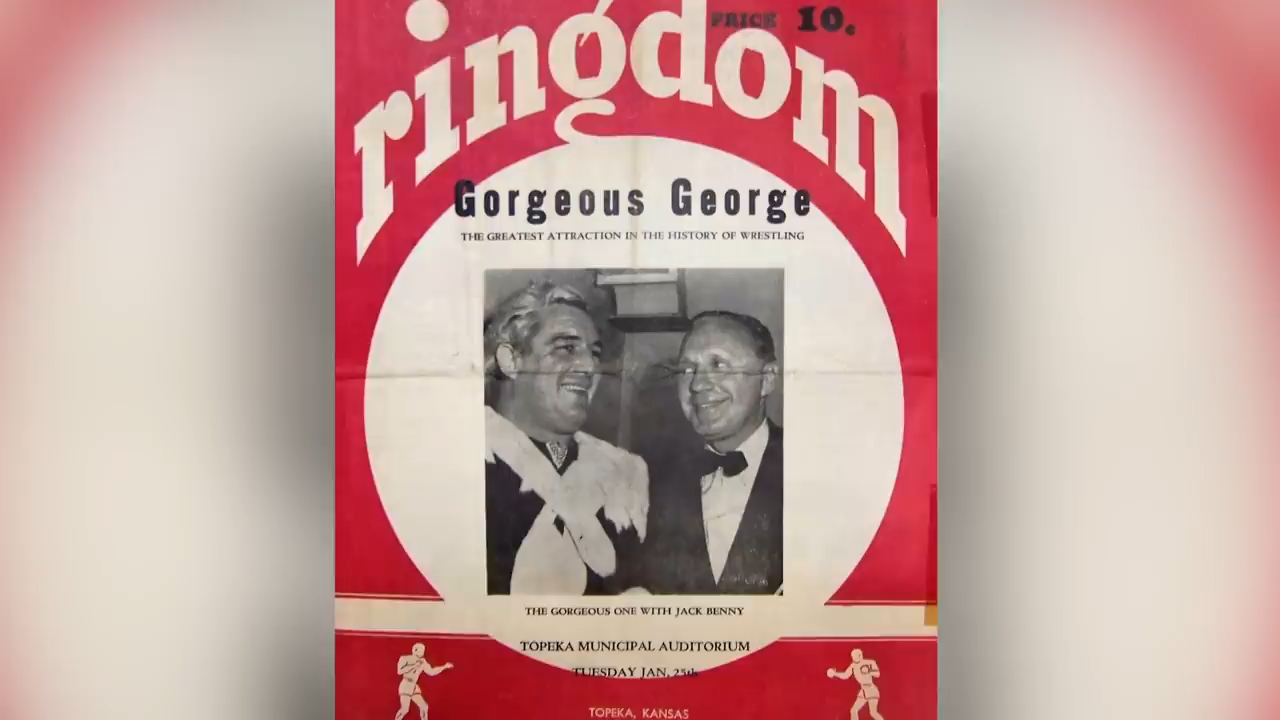 PRICE 10¢
ringdom
Gorgeous George
THE GREATEST ATTRACTION IN THE HISTORY OF WRESTLING
THE GORGEOUS ONE WITH JACK BENNY
TOPEKA MUNICIPAL AUDITORIUM
TUESDAY JAN. 25th
TOPEKA, KANSAS